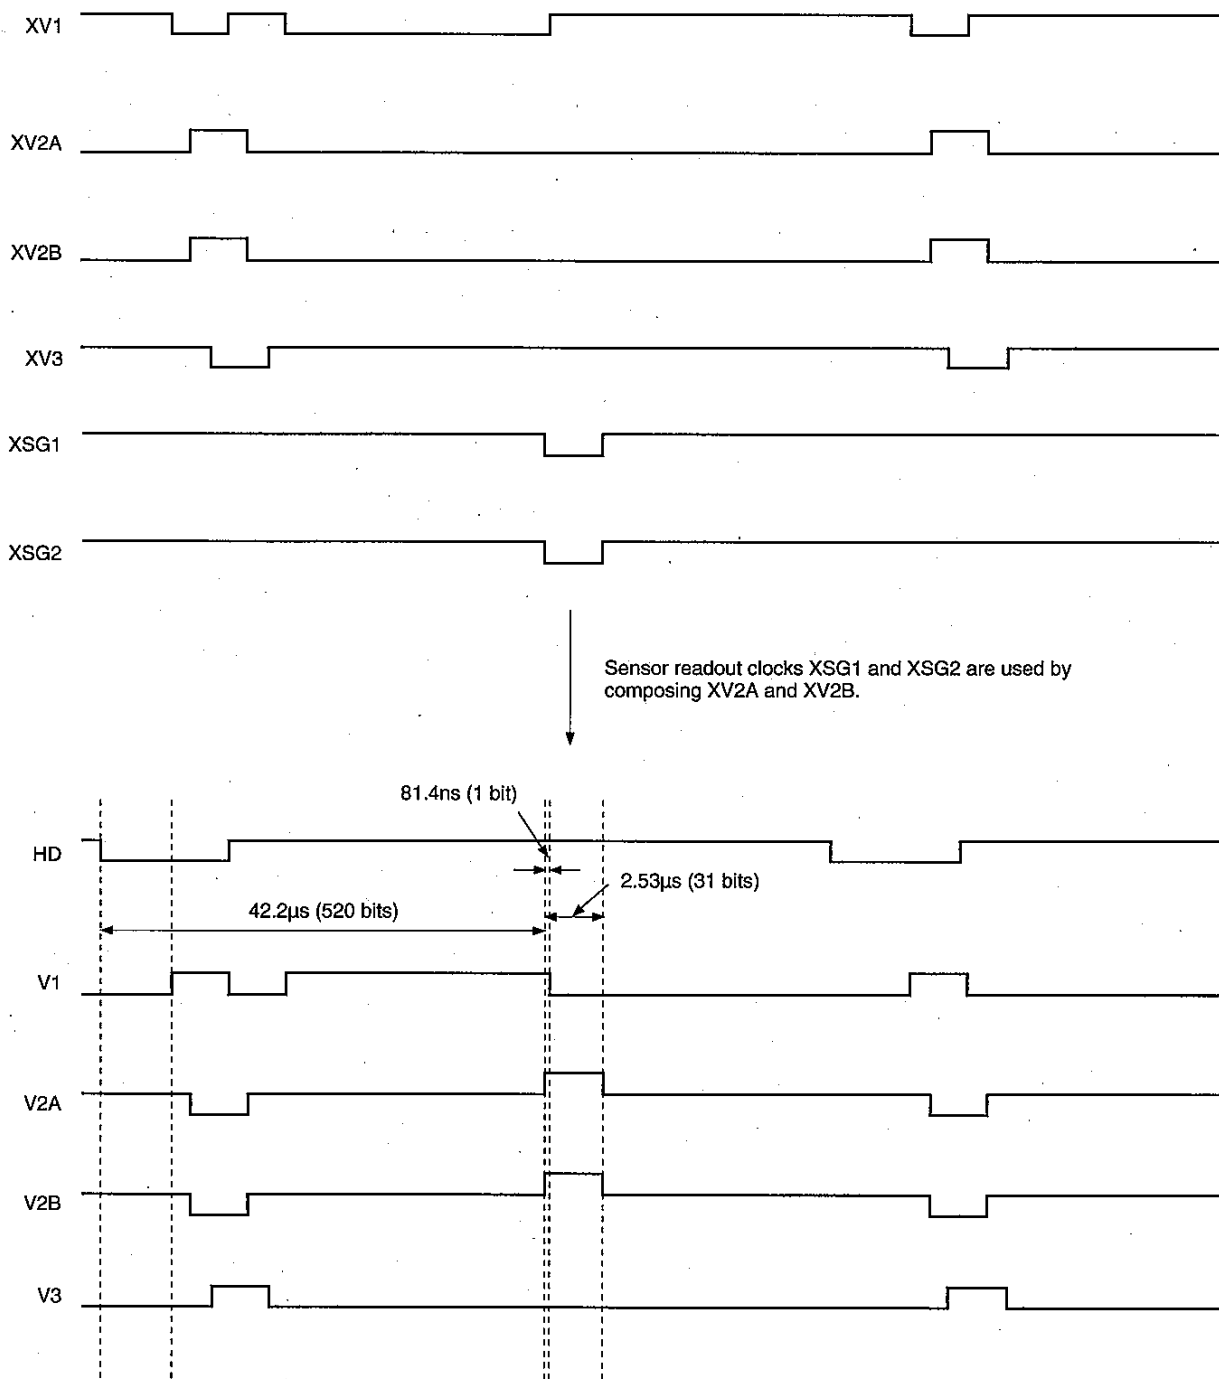 XV1
XV2A
XV2B
XV3
XSG1
XSG2
Sensor readout clocks XSG1 and XSG2 are used by
composing XV2A and XV2B.
81.4ns (1 bit)
HD
2.53µs (31 bits)
42.2µs (520 bits)
V1
V2A
V2B
V3